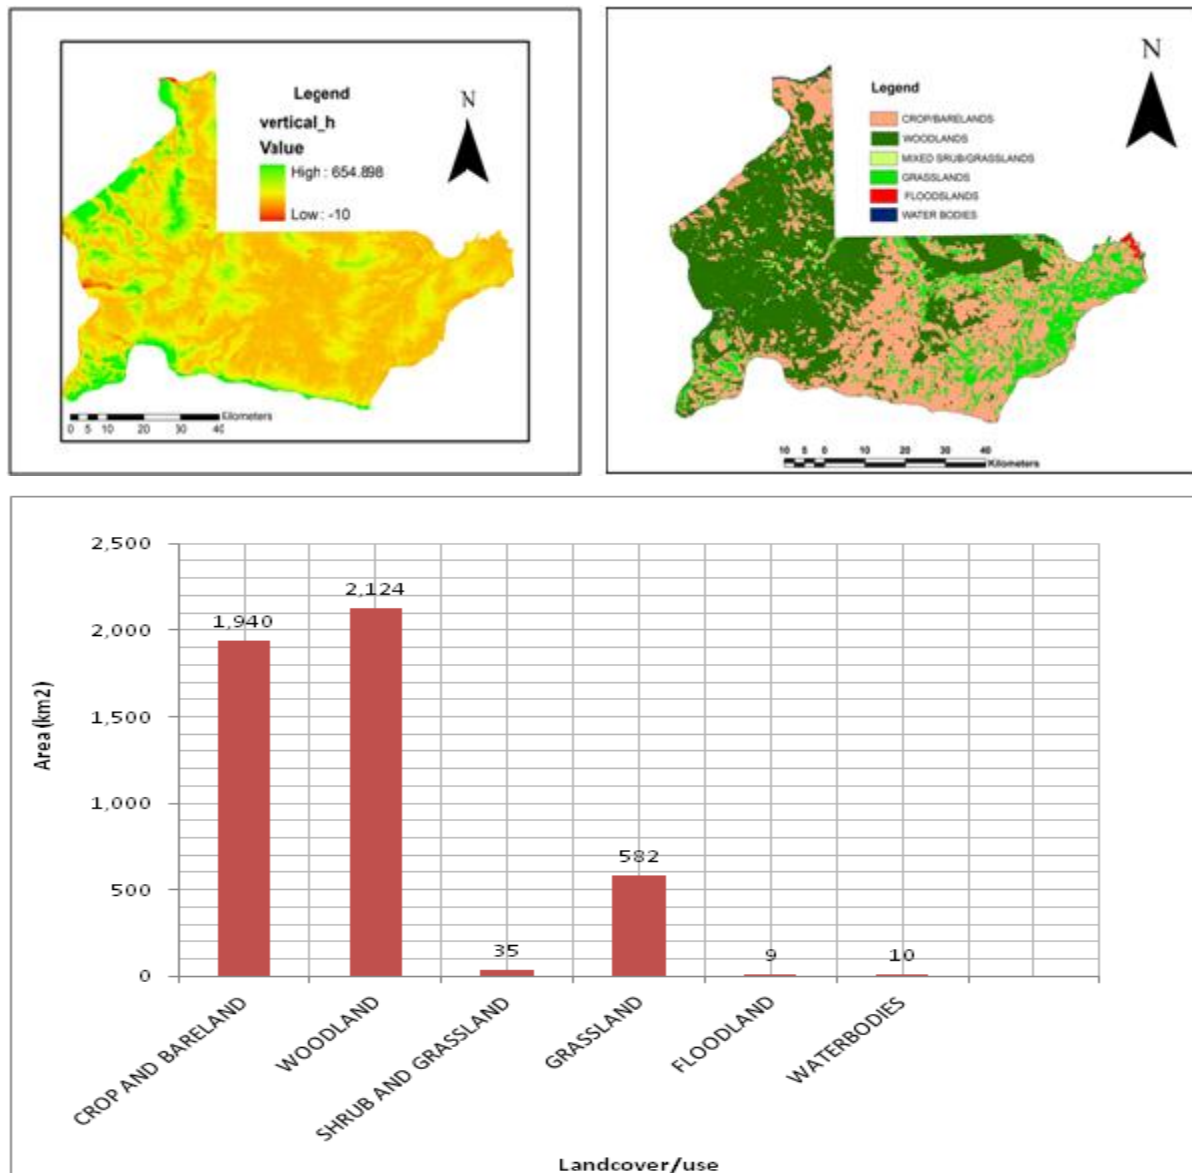 Legend
vertical_h
Value
High : 654.898
Low : -10
N
Kilometers
0 5 10 20 30 40
N
Legend
CROP/BARELANDS
WOODLANDS
MIXED SRUB/GRASSLANDS
GRASSLANDS
FLOODSLANDS
WATER BODIES
10 5 0 10 20 30 40
Kilometers
2,500
2,000
1,500
1,000
500
0
Area (km2)
1,940
2,124
35
582
9
10
CROP AND BARELAND
WOODLAND
SHRUB AND GRASSLAND
GRASSLAND
FLOODLAND
WATERBODIES
Landcover/use